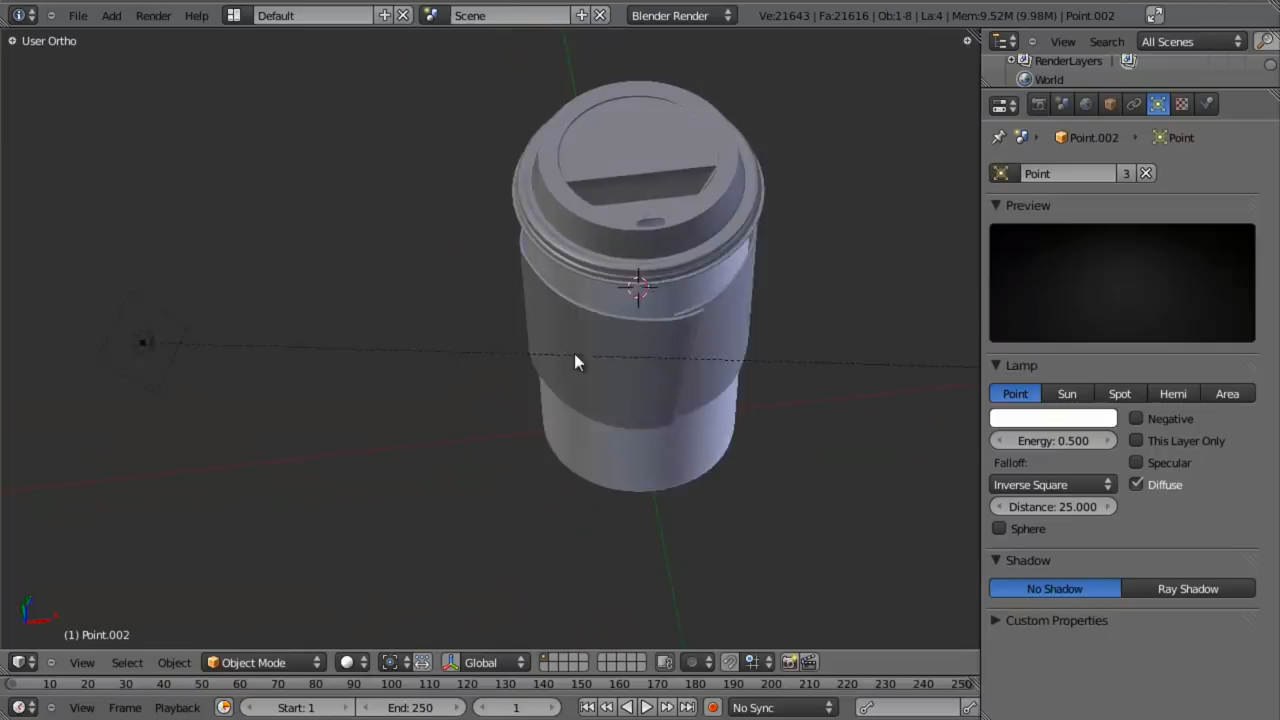 File Add Render Help Default Scene Blender Render Ve:21643 | Fa:21616 | Ob:1-8 | La:4 | Mem:9.52M (9.98M) | Point.002
User Ortho
View Search All Scenes
RenderLayers |
World
Point.002 Point
Point 3
Preview
Lamp
Point Sun Spot Hemi Area
Negative
Energy: 0.500 This Layer Only
Falloff: Specular
Inverse Square Diffuse
Distance: 25.000
Sphere
Shadow
No Shadow Ray Shadow
Custom Properties
(1) Point.002
View Select Object Object Mode Global
10 20 30 40 50 60 70 80 90 100 110 120 130 140 150 160 170 180 190 200 210 220 230 240 250
View Frame Playback Start: 1 End: 250 1 No Sync